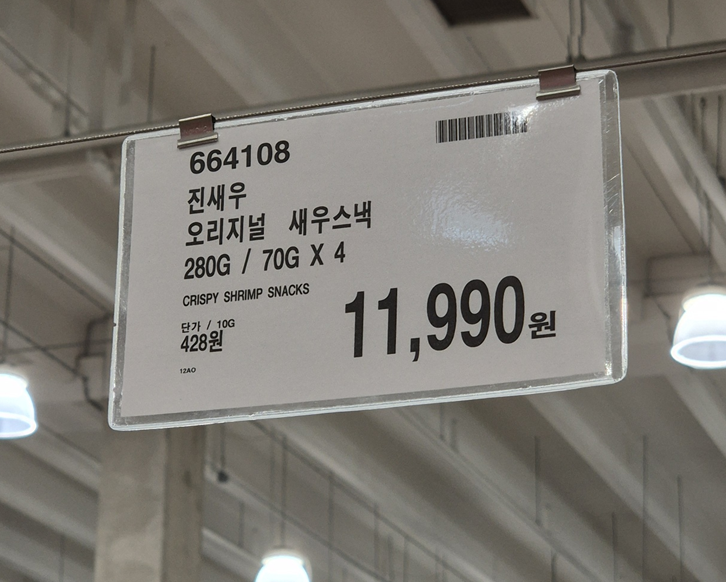 664108
진새우
오리지널 새우스낵
280G / 70G X 4
CRISPY SHRIMP SNACKS
단가 / 10G
428원
11,990원
12AO